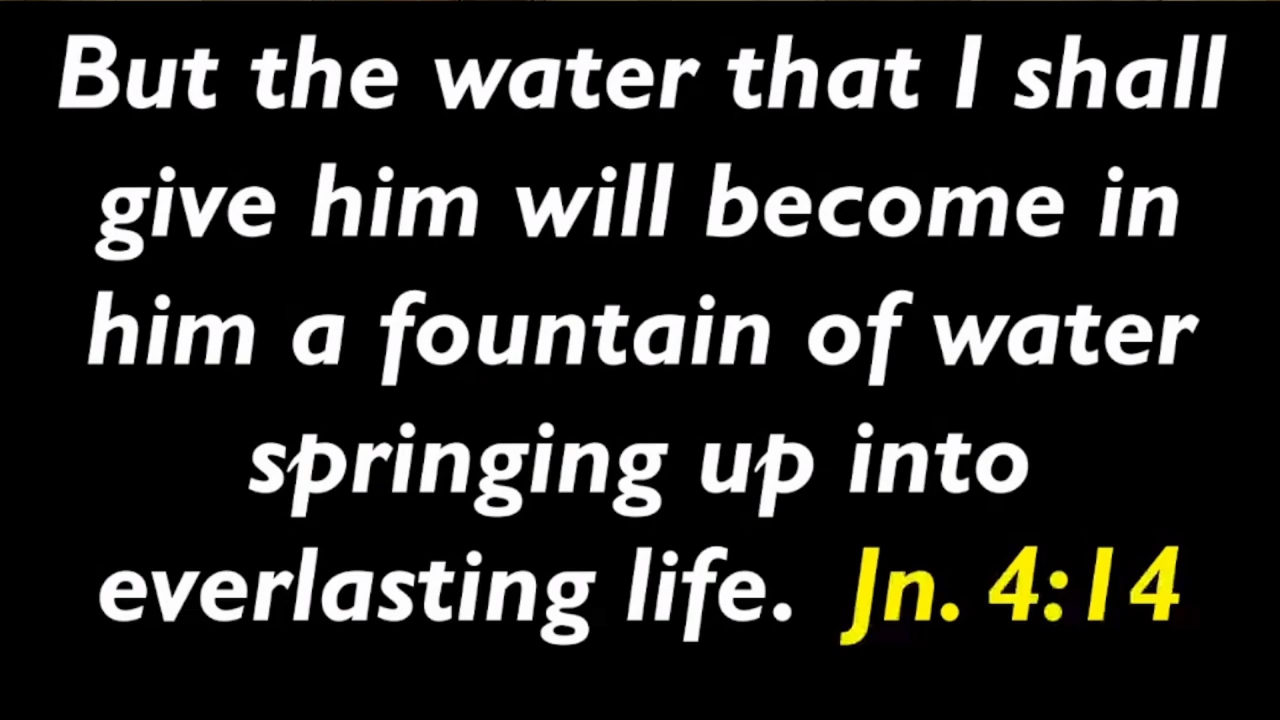 But the water that I shall
give him will become in
him a fountain of water
springing up into
everlasting life. Jn. 4:14